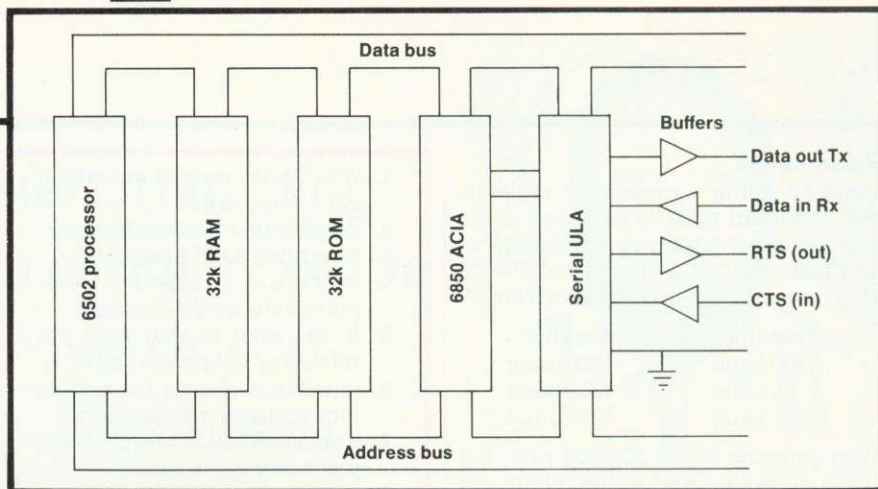 Data bus
Buffers
6502 processor
32k RAM
32k ROM
6850 ACIA
Serial ULA
Data out Tx
Data in Rx
RTS (out)
CTS (in)
Address bus